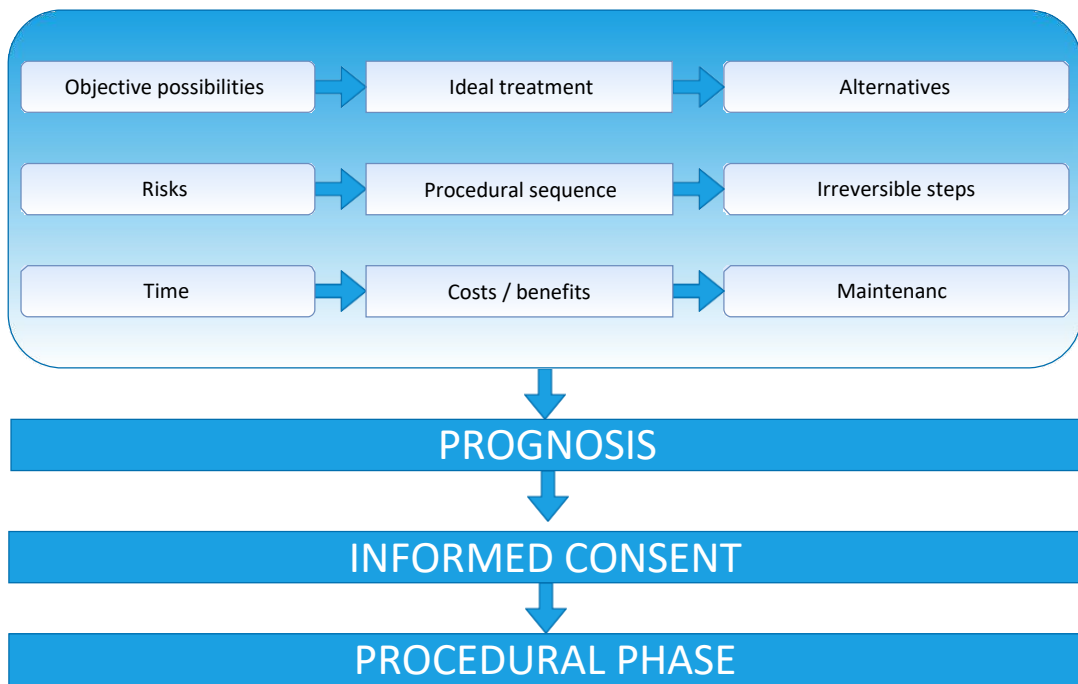 Objective possibilities
Ideal treatment
Alternatives
Risks
Procedural sequence
Irreversible steps
Time
Costs / benefits
Maintenanc
PROGNOSIS
INFORMED CONSENT
PROCEDURAL PHASE